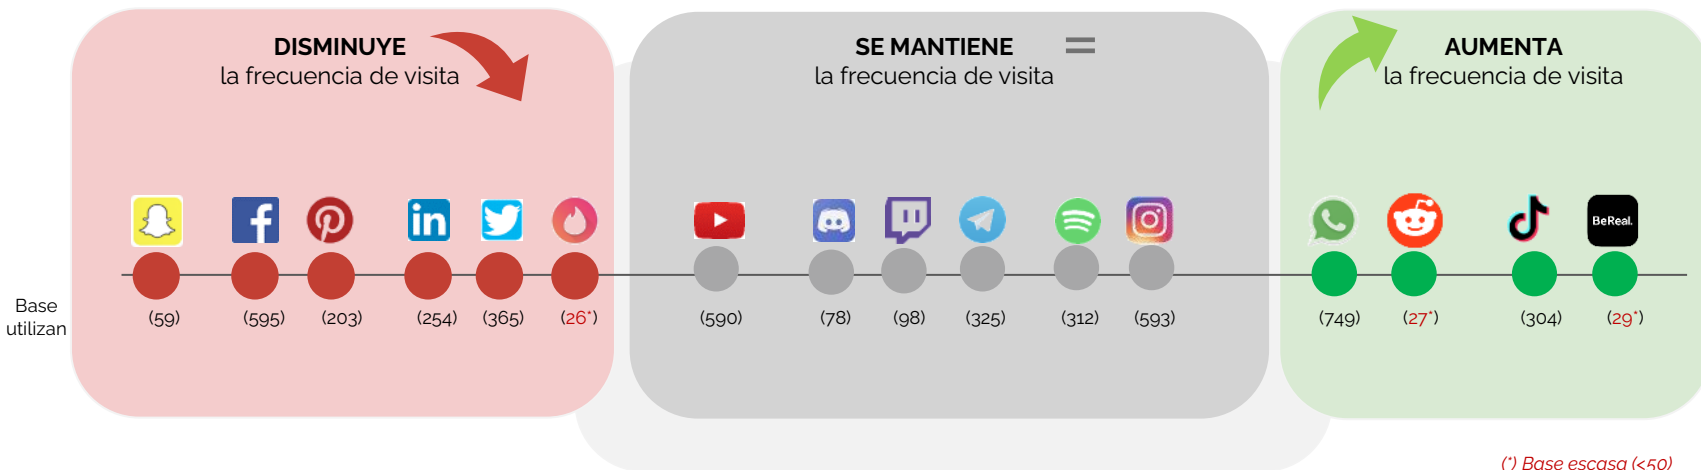 DISMINUYE
la frecuencia de visita
SE MANTIENE =
la frecuencia de visita
AUMENTA
la frecuencia de visita
BeReal.
Base
utilizan
(59) (595) (203) (254) (365) (26*) (590) (78) (98) (325) (312) (593) (749) (27*) (304) (29*)
(*) Base escasa (<50)